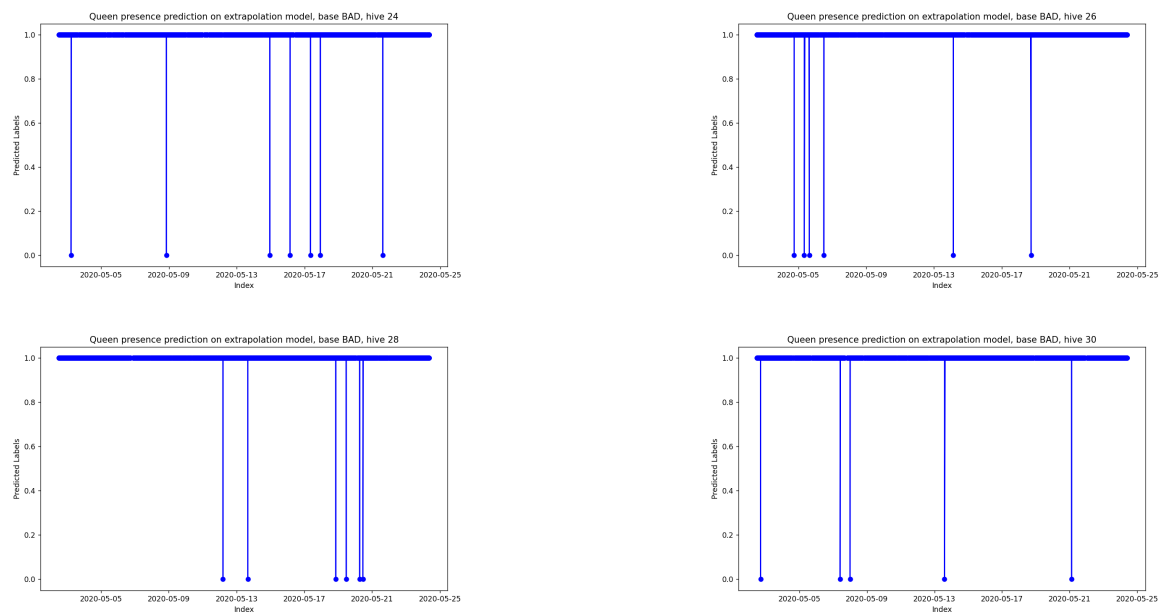 Queen presence prediction on extrapolation model, base BAD, hive 24
1.0
0.8
0.6
0.4
0.2
0.0
Predicted Labels
2020-05-05 2020-05-09 2020-05-13 2020-05-17 2020-05-21 2020-05-25
Index
Queen presence prediction on extrapolation model, base BAD, hive 26
1.0
0.8
0.6
0.4
0.2
0.0
Predicted Labels
2020-05-05 2020-05-09 2020-05-13 2020-05-17 2020-05-21 2020-05-25
Index
Queen presence prediction on extrapolation model, base BAD, hive 28
1.0
0.8
0.6
0.4
0.2
0.0
Predicted Labels
2020-05-05 2020-05-09 2020-05-13 2020-05-17 2020-05-21 2020-05-25
Index
Queen presence prediction on extrapolation model, base BAD, hive 30
1.0
0.8
0.6
0.4
0.2
0.0
Predicted Labels
2020-05-05 2020-05-09 2020-05-13 2020-05-17 2020-05-21 2020-05-25
Index